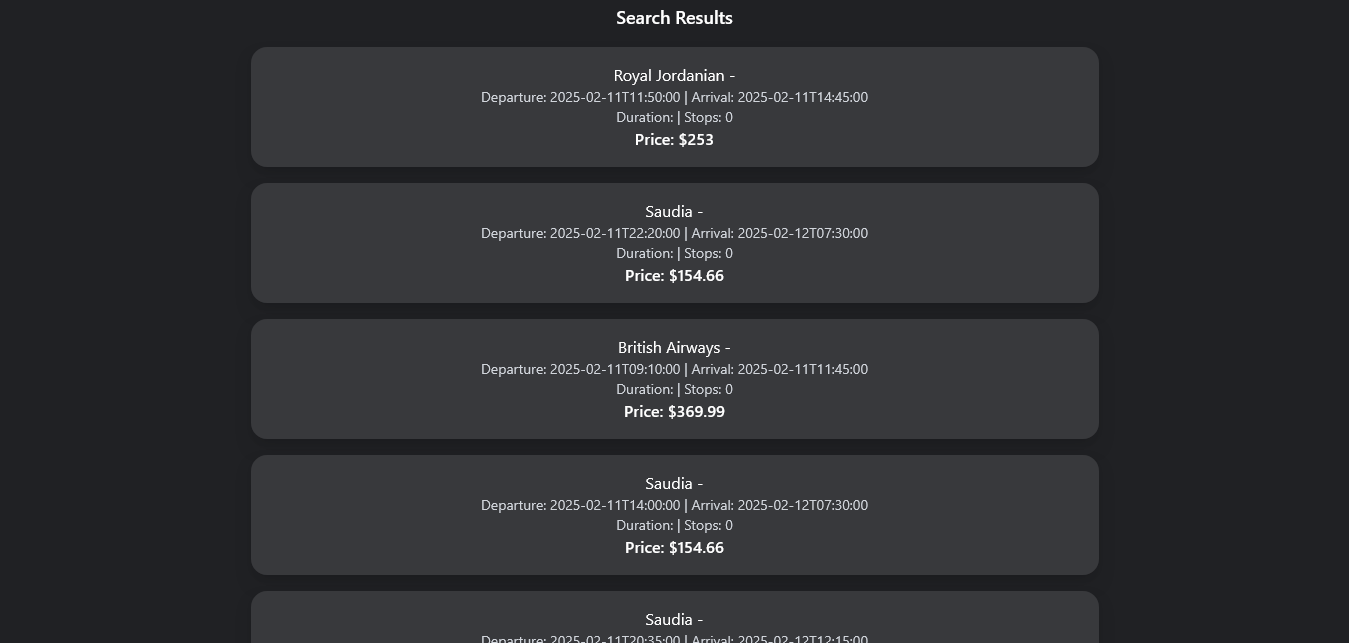 Search Results
Royal Jordanian -
Departure: 2025-02-11T11:50:00 | Arrival: 2025-02-11T14:45:00
Duration: | Stops: 0
Price: $253
Saudia -
Departure: 2025-02-11T22:20:00 | Arrival: 2025-02-12T07:30:00
Duration: | Stops: 0
Price: $154.66
British Airways -
Departure: 2025-02-11T09:10:00 | Arrival: 2025-02-11T11:45:00
Duration: | Stops: 0
Price: $369.99
Saudia -
Departure: 2025-02-11T14:00:00 | Arrival: 2025-02-12T07:30:00
Duration: | Stops: 0
Price: $154.66
Saudia -
Departure: 2025-02-11T20:35:00 | Arrival: 2025-02-12T12:15:00